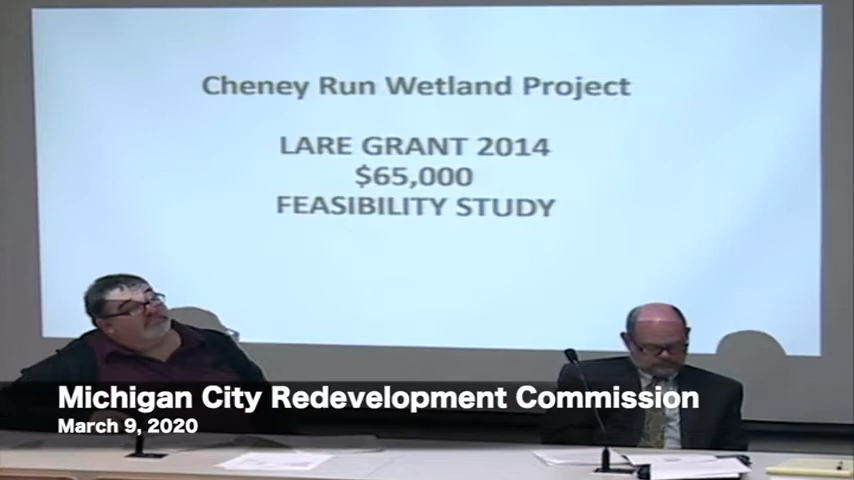 Cheney Run Wetland Project
LARE GRANT 2014
$65,000
FEASIBILITY STUDY
Michigan City Redevelopment Commission
March 9, 2020